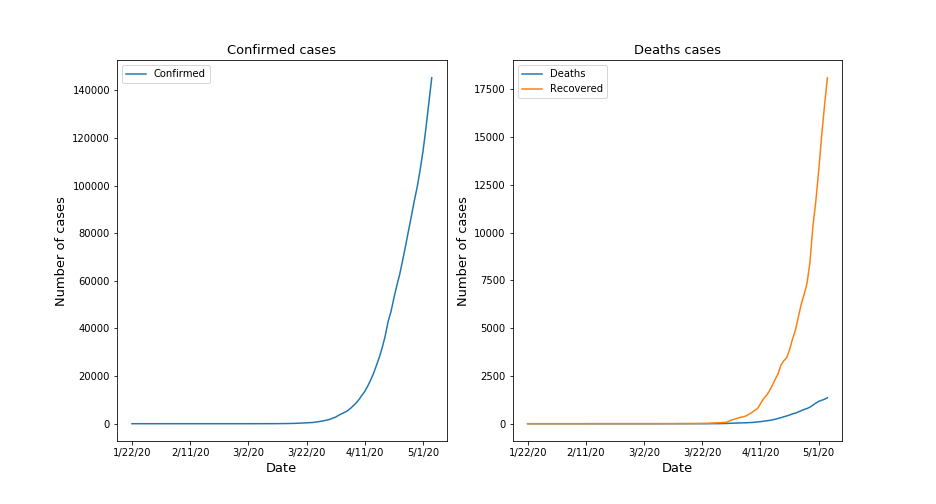 Confirmed cases
Confirmed
140000
120000
100000
80000
60000
40000
20000
0
Number of cases
1/22/20 2/11/20 3/2/20 3/22/20 4/11/20 5/1/20
Date
Deaths cases
Deaths
Recovered
17500
15000
12500
10000
7500
5000
2500
0
Number of cases
1/22/20 2/11/20 3/2/20 3/22/20 4/11/20 5/1/20
Date